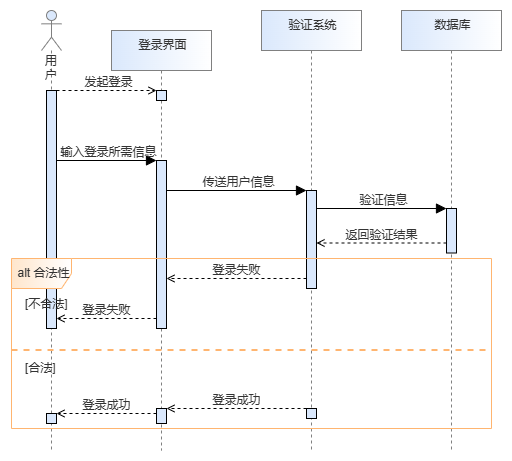 登录界面
验证系统
数据库
用
户
发起登录
输入登录所需信息
传送用户信息
验证信息
返回验证结果
alt 合法性
登录失败
[不合法]
登录失败
[合法]
登录成功
登录成功